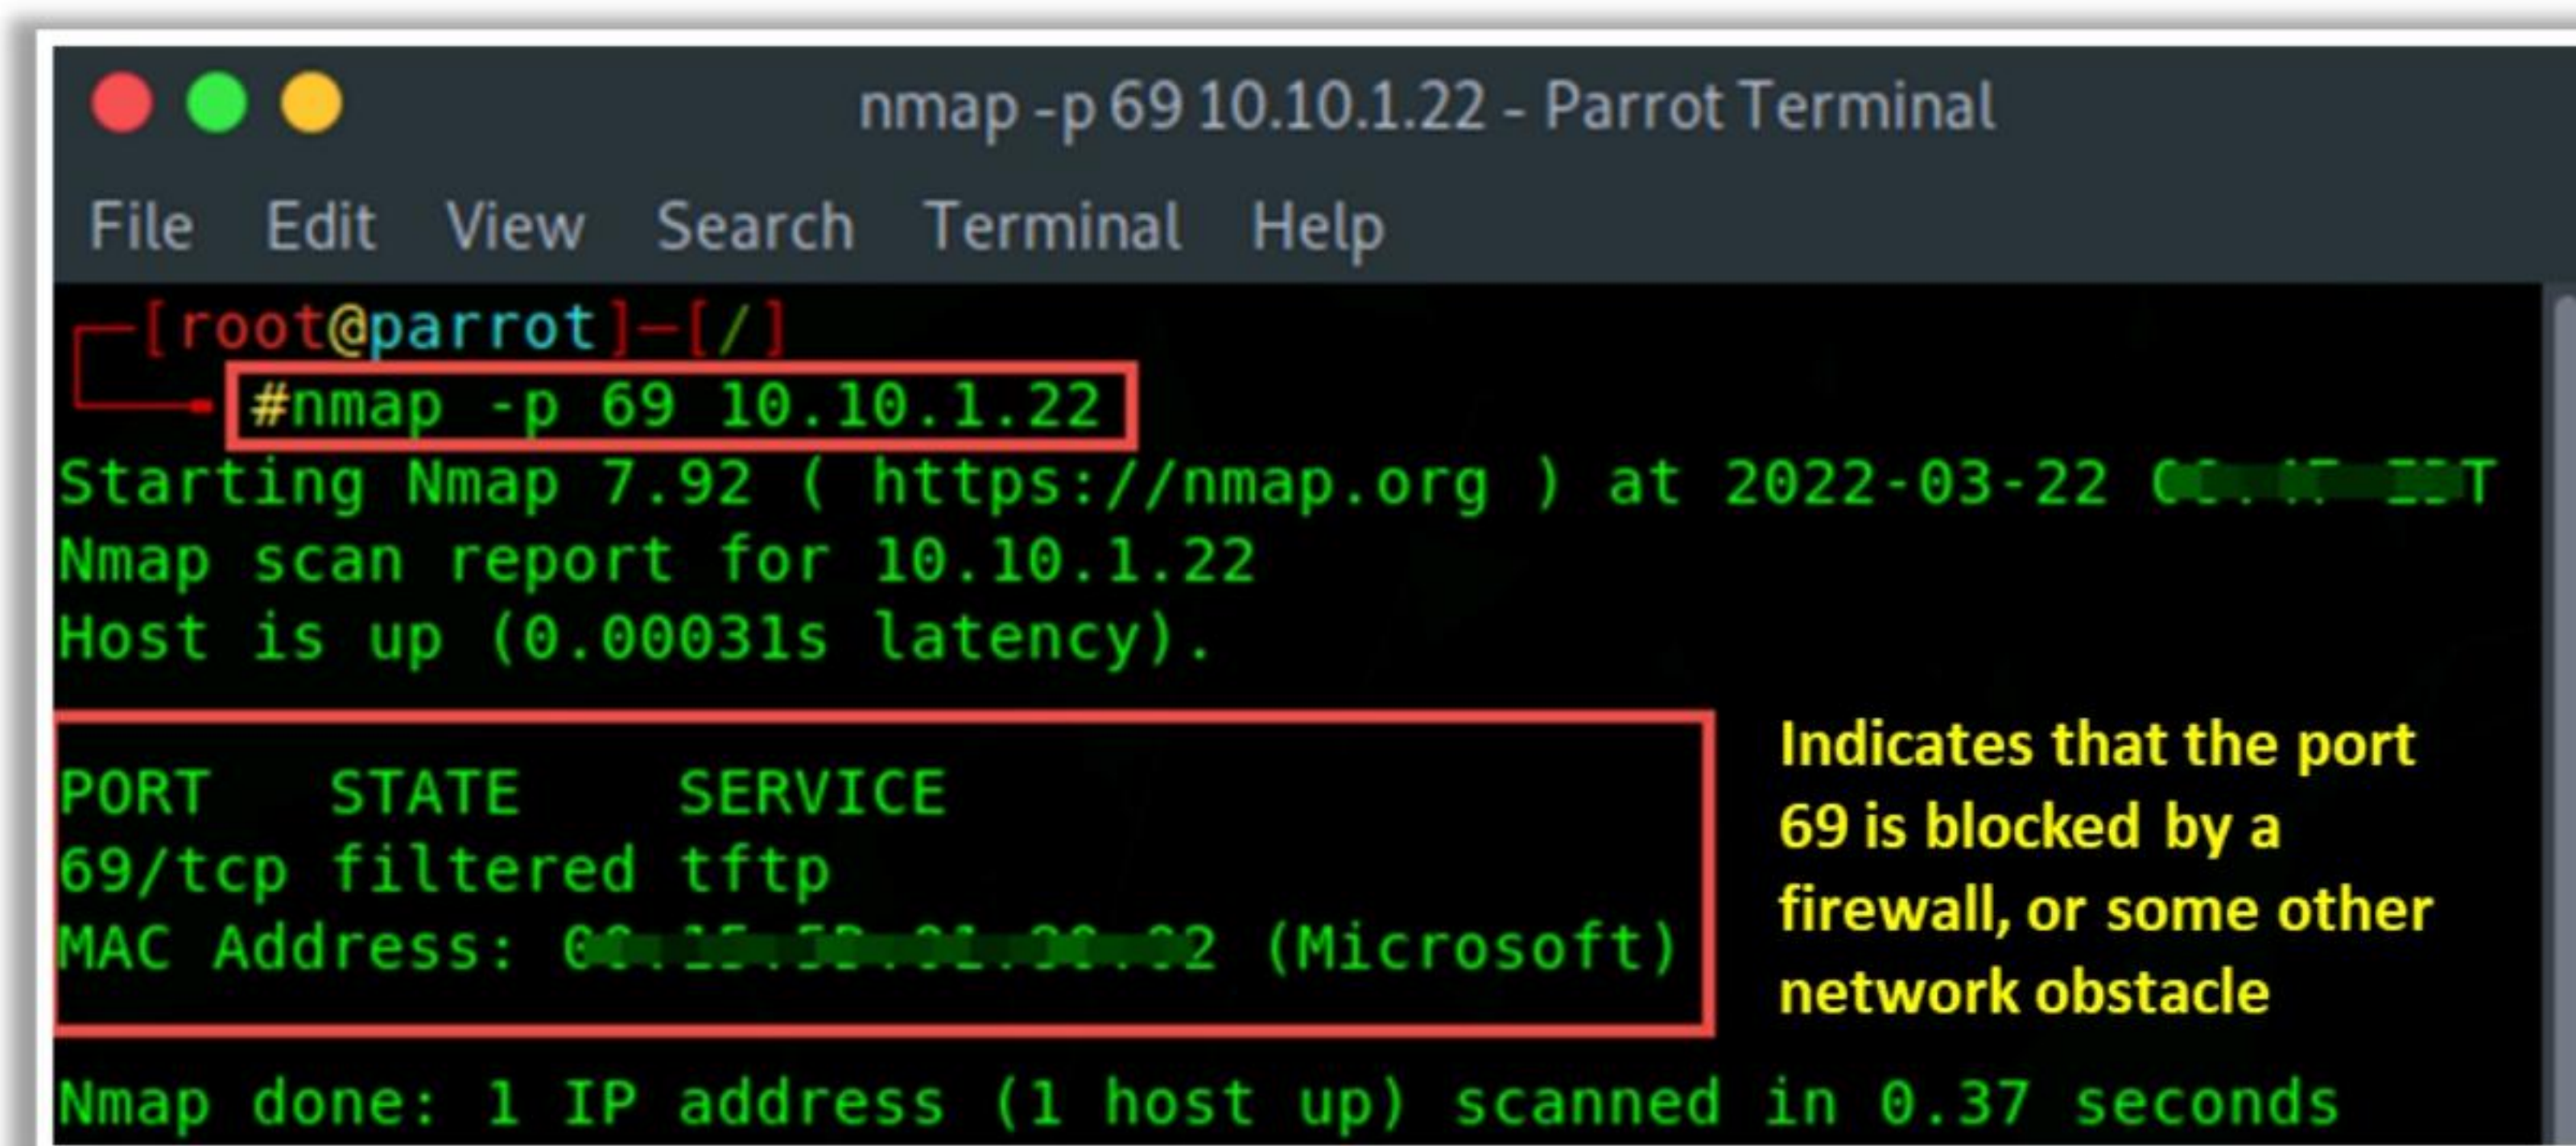 nmap -p 69 10.10.1.22 - Parrot Terminal
File Edit View Search Terminal Help
[root@parrot]-[/]
#nmap -p 69 10.10.1.22
Starting Nmap 7.92 ( https://nmap.org ) at 2022-03-22
Nmap scan report for 10.10.1.22
Host is up (0.00031s latency).
PORT STATE SERVICE
69/tcp filtered tftp
MAC Address: (Microsoft)
Indicates that the port
69 is blocked by a
firewall, or some other
network obstacle
Nmap done: 1 IP address (1 host up) scanned in 0.37 seconds